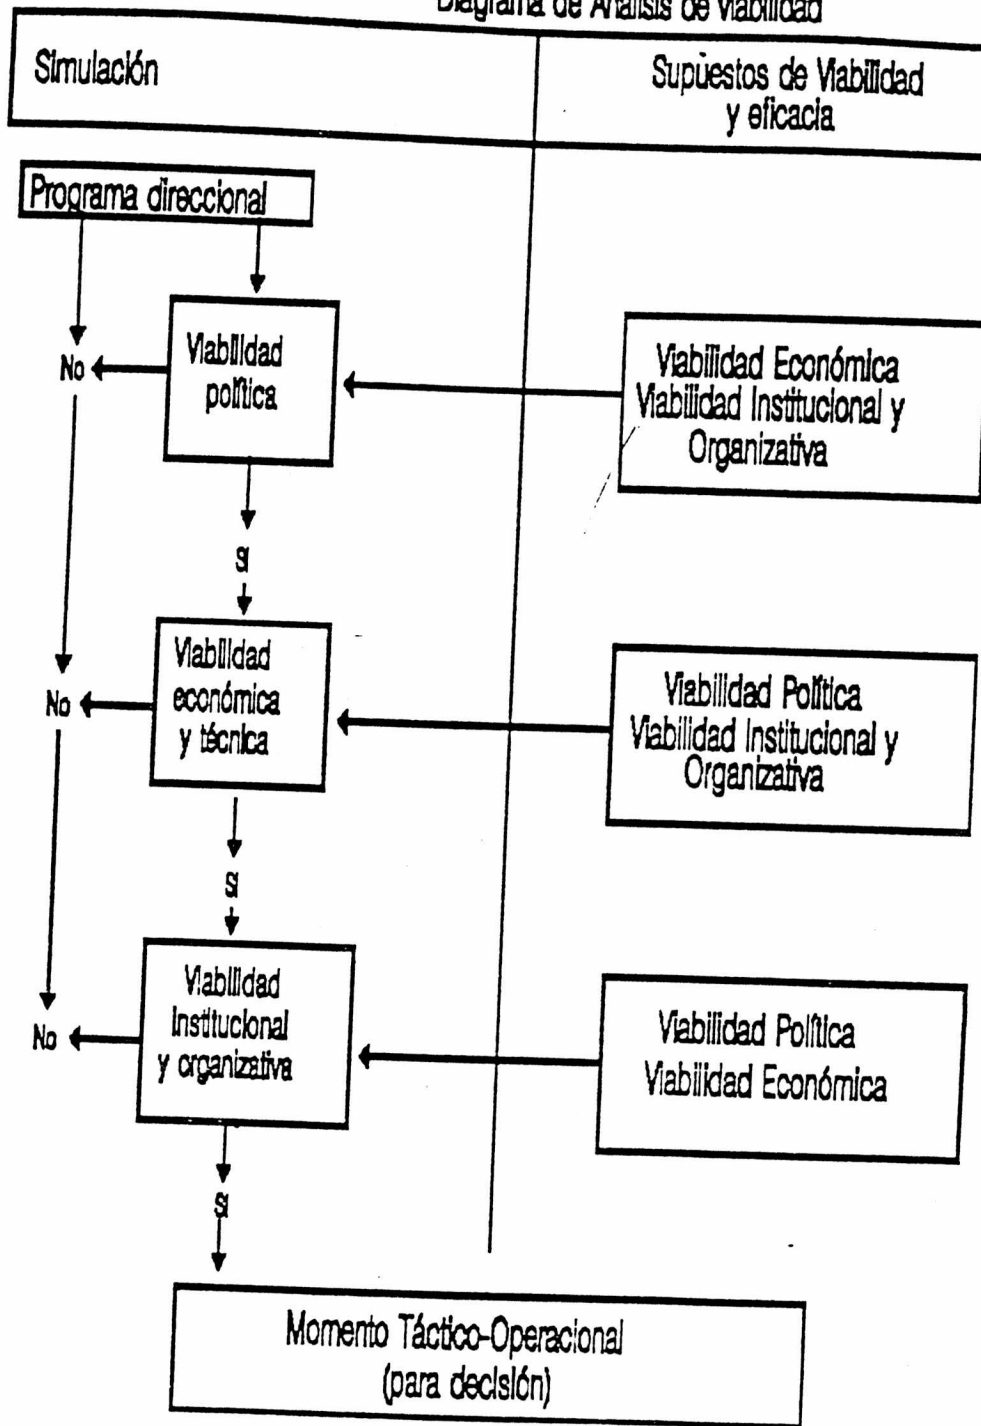 Diagrama de Análisis de Viabilidad
Simulación
Supuestos de Viabilidad
y eficacia
Programa direccional
Viabilidad
política
No
Viabilidad Económica
Viabilidad Institucional y
Organizativa
SI
Viabilidad
económica
y técnica
No
Viabilidad Política
Viabilidad Institucional y
Organizativa
SI
Viabilidad
Institucional
y organizativa
No
Viabilidad Política
Viabilidad Económica
SI
Momento Táctico-Operacional
(para decisión)